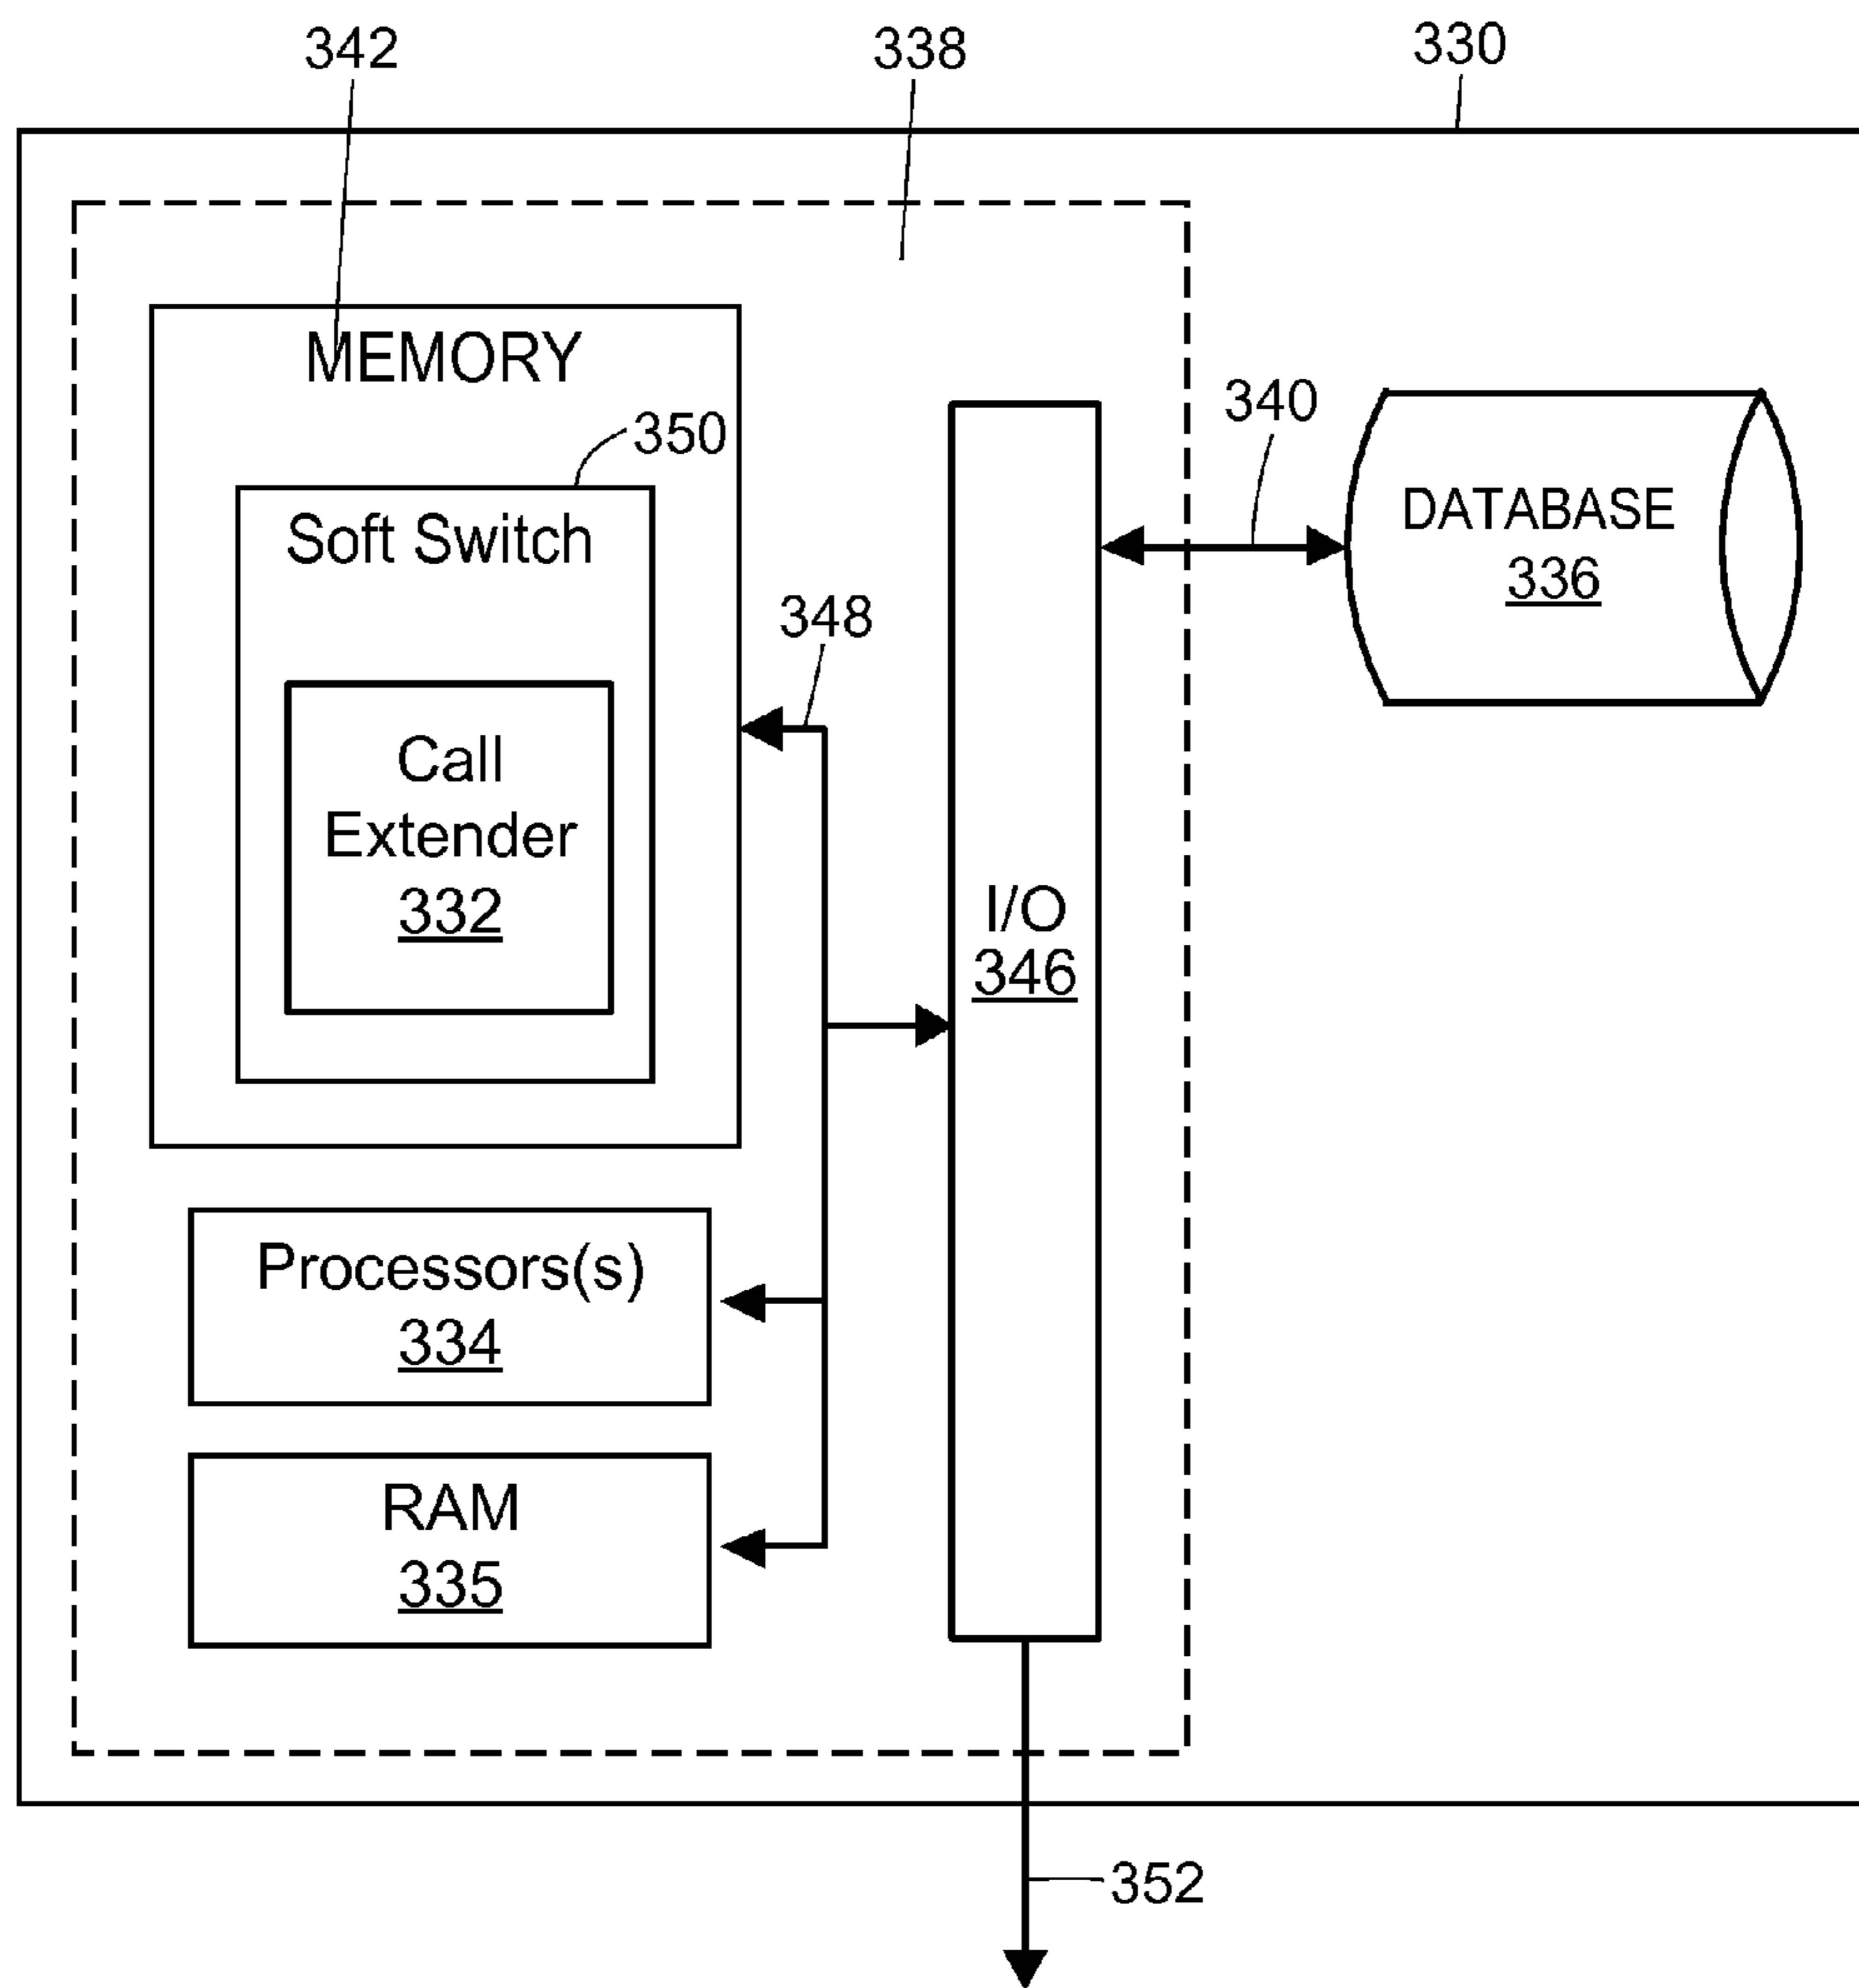 342
338
330
MEMORY
350
Soft Switch
340
DATABASE
336
348
Call
Extender
332
I/O
346
Processors(s)
334
RAM
335
352